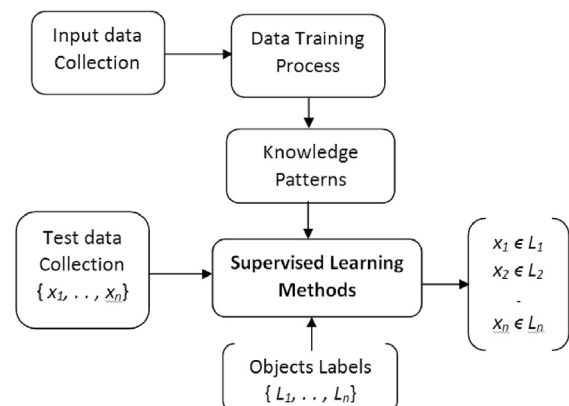 Input data
Collection
Data Training
Process
Knowledge
Patterns
Test data
Collection
{ x₁, . . , xₙ}
Supervised Learning
Methods
x₁ ϵ L₁
x₂ ϵ L₂
.
xₙ ϵ Lₙ
Objects Labels
{ L₁, . . , Lₙ}